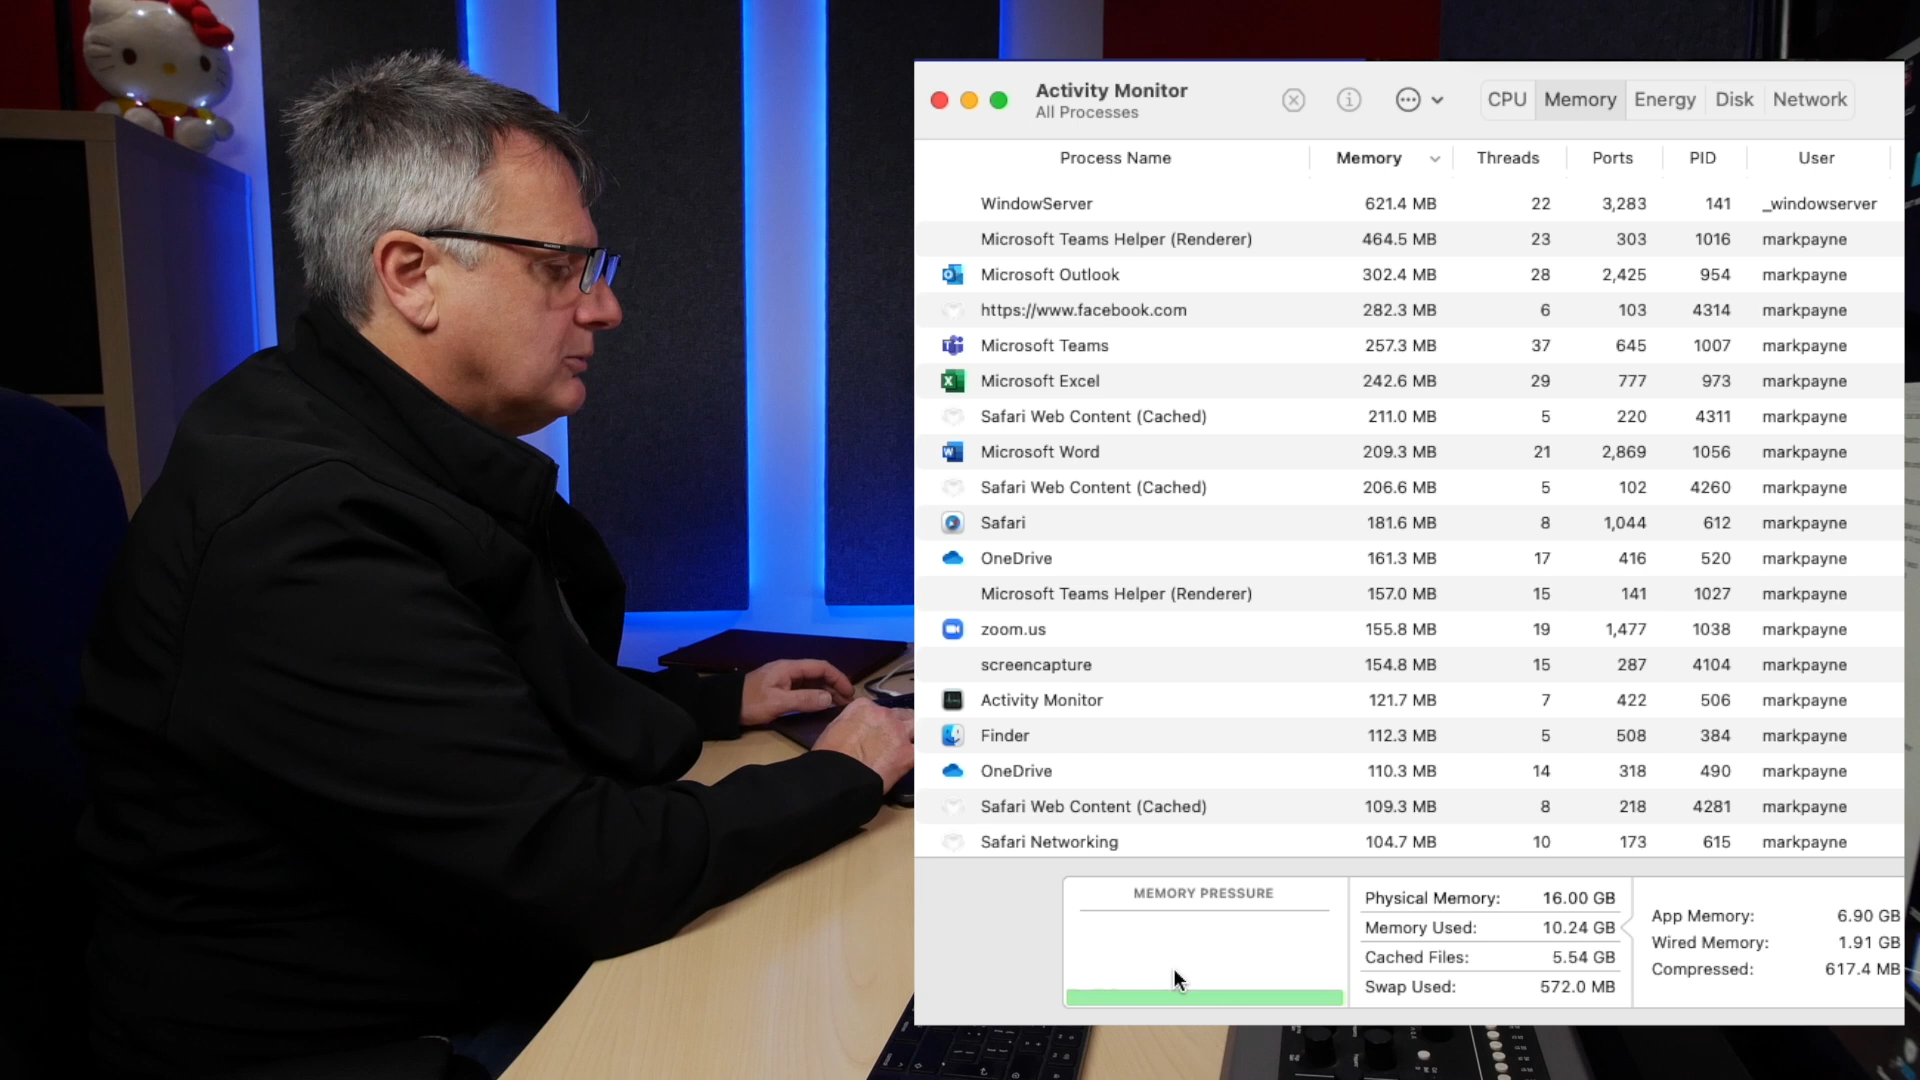 Activity Monitor
All Processes
CPU Memory Energy Disk Network
Process Name Memory Threads Ports PID User
WindowServer 621.4 MB 22 3,283 141 _windowserver
Microsoft Teams Helper (Renderer) 464.5 MB 23 303 1016 markpayne
Microsoft Outlook 302.4 MB 28 2,425 954 markpayne
https://www.facebook.com 282.3 MB 6 103 4314 markpayne
Microsoft Teams 257.3 MB 37 645 1007 markpayne
Microsoft Excel 242.6 MB 29 777 973 markpayne
Safari Web Content (Cached) 211.0 MB 5 220 4311 markpayne
Microsoft Word 209.3 MB 21 2,869 1056 markpayne
Safari Web Content (Cached) 206.6 MB 5 102 4260 markpayne
Safari 181.6 MB 8 1,044 612 markpayne
OneDrive 161.3 MB 17 416 520 markpayne
Microsoft Teams Helper (Renderer) 157.0 MB 15 141 1027 markpayne
zoom.us 155.8 MB 19 1,477 1038 markpayne
screencapture 154.8 MB 15 287 4104 markpayne
Activity Monitor 121.7 MB 7 422 506 markpayne
Finder 112.3 MB 5 508 384 markpayne
OneDrive 110.3 MB 14 318 490 markpayne
Safari Web Content (Cached) 109.3 MB 8 218 4281 markpayne
Safari Networking 104.7 MB 10 173 615 markpayne
MEMORY PRESSURE
Physical Memory: 16.00 GB
Memory Used: 10.24 GB
Cached Files: 5.54 GB
Swap Used: 572.0 MB
App Memory: 6.90 GB
Wired Memory: 1.91 GB
Compressed: 617.4 MB